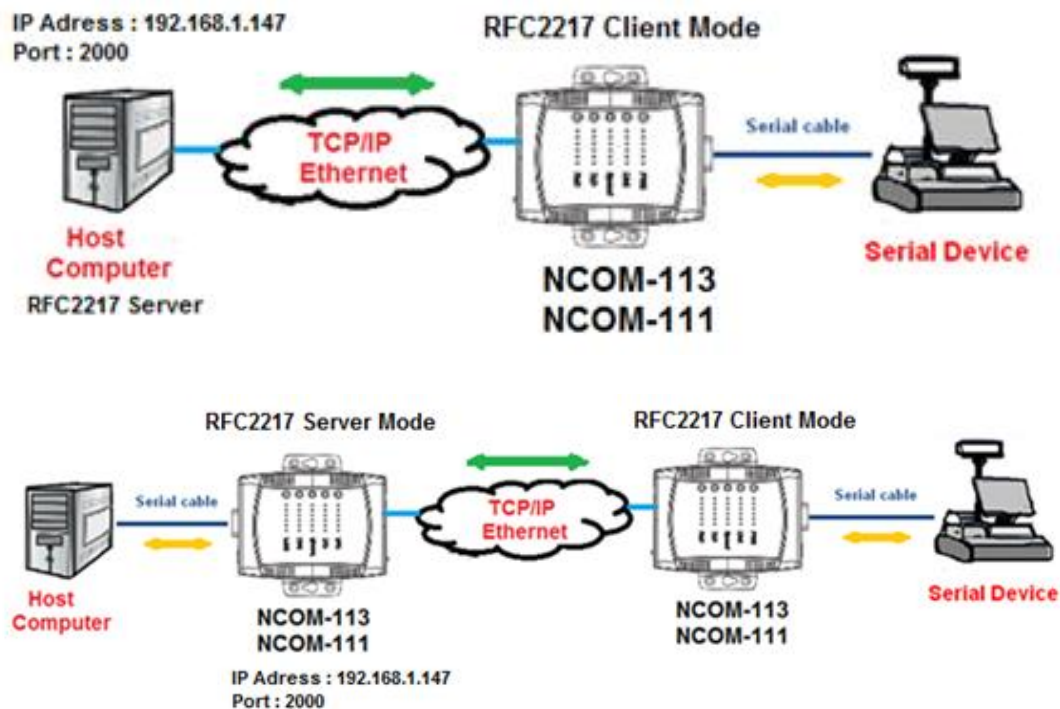 IP Adress : 192.168.1.147
Port : 2000
RFC2217 Client Mode
TCP/IP
Ethernet
Serial cable
Host
Computer
RFC2217 Server
NCOM-113
NCOM-111
Serial Device
RFC2217 Server Mode
RFC2217 Client Mode
Serial cable
TCP/IP
Ethernet
Serial cable
Host
Computer
NCOM-113
NCOM-111
IP Adress : 192.168.1.147
Port : 2000
NCOM-113
NCOM-111
Serial Device